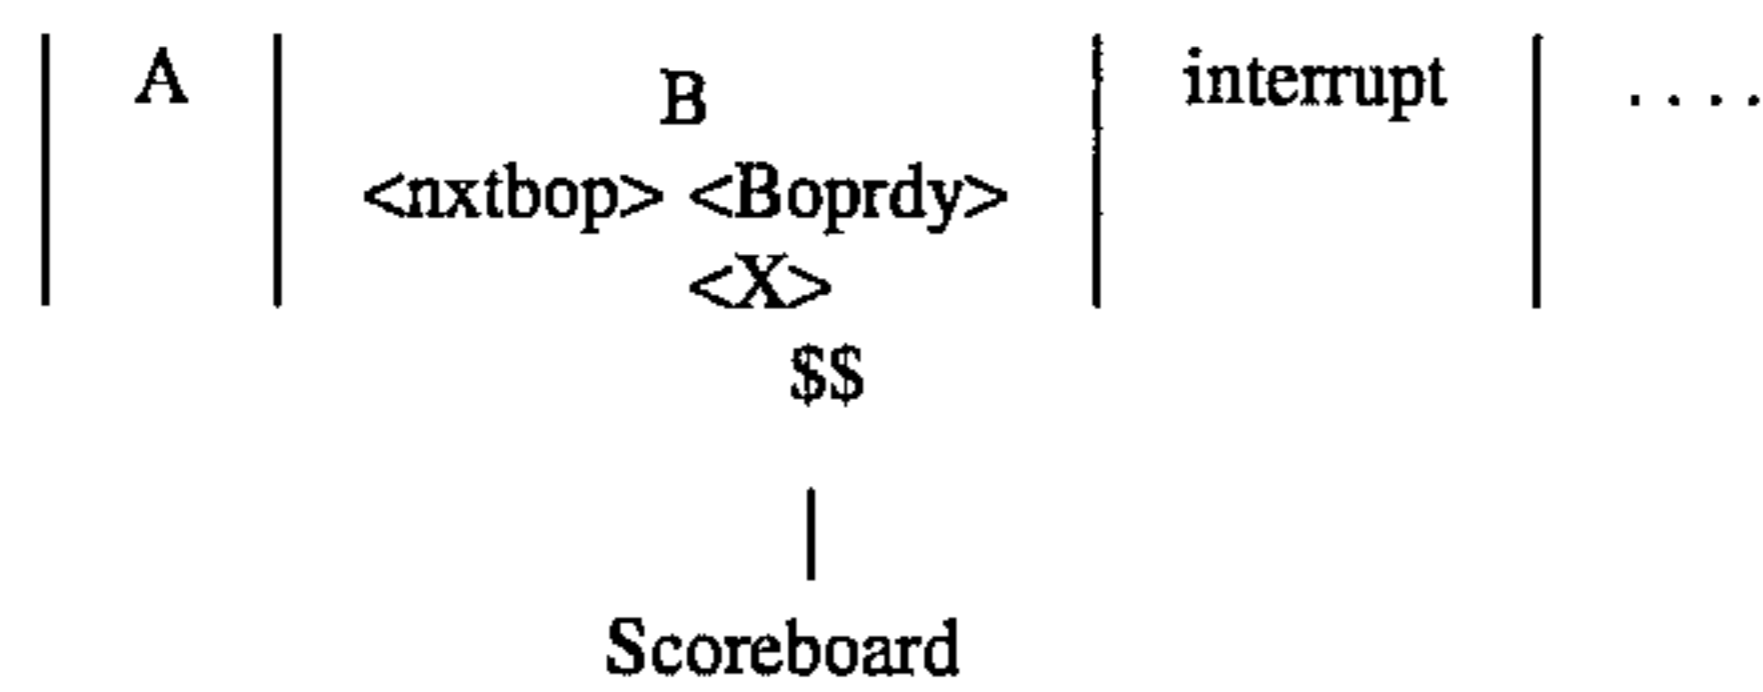 A interrupt . . . .
B
<nxtbop> <Boprdy>
<X>
$$
Scoreboard